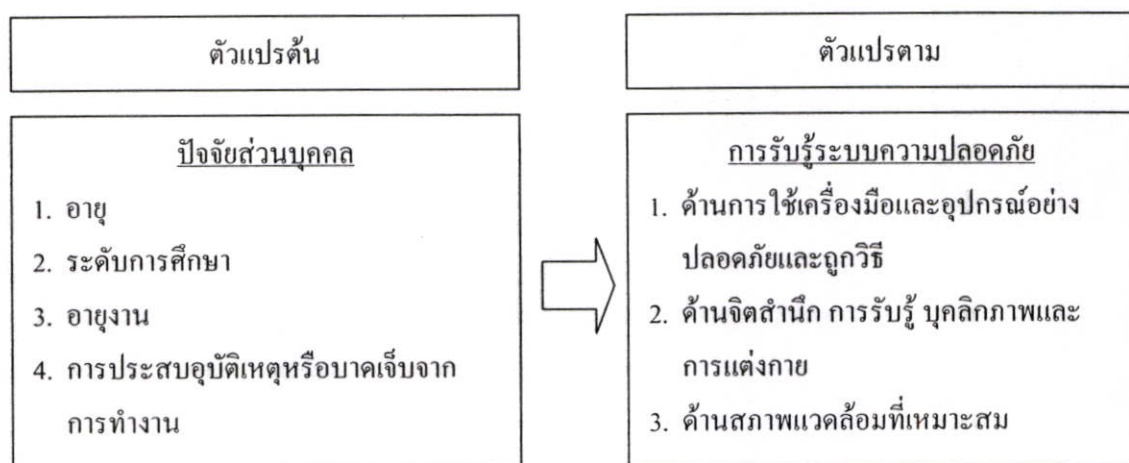 ตัวแปรต้น
ตัวแปรตาม
ปัจจัยส่วนบุคคล
1. อายุ
2. ระดับการศึกษา
3. อายุงาน
4. การประสบอุบัติเหตุหรือบาดเจ็บจาก
การทำงาน
การรับรู้ระบบความปลอดภัย
1. ด้านการใช้เครื่องมือและอุปกรณ์อย่าง
ปลอดภัยและถูกวิธี
2. ด้านจิตสำนึก การรับรู้ บุคลิกภาพและ
การแต่งกาย
3. ด้านสภาพแวดล้อมที่เหมาะสม